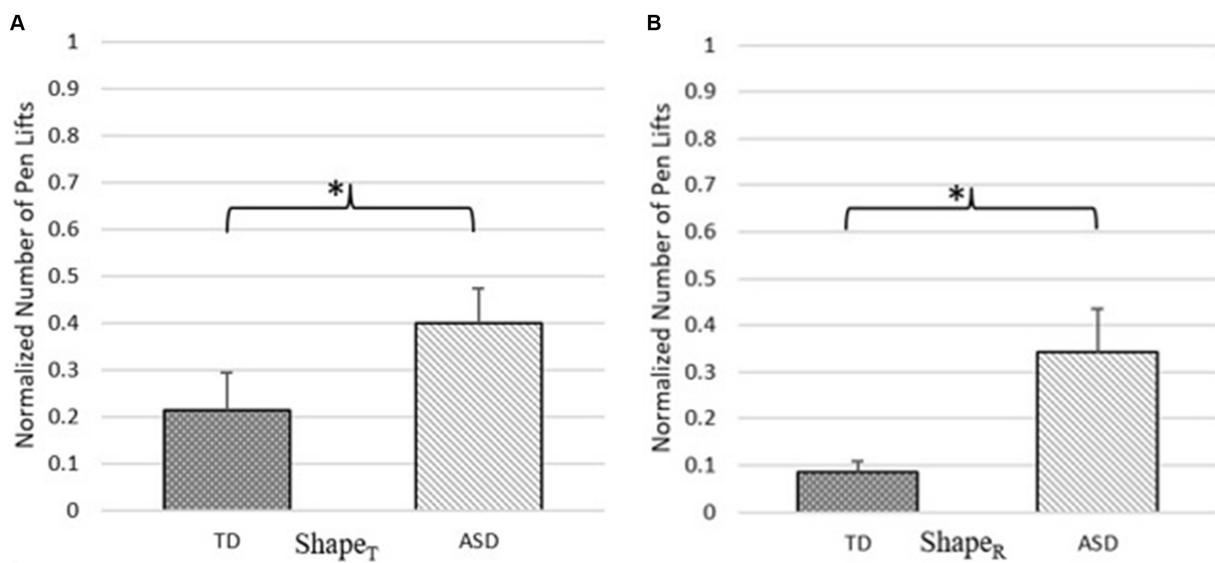 A
Normalized Number of Pen Lifts
1
0.9
0.8
0.7
0.6
0.5
0.4
0.3
0.2
0.1
0
*
TD
ShapeT
ASD
B
Normalized Number of Pen Lifts
1
0.9
0.8
0.7
0.6
0.5
0.4
0.3
0.2
0.1
0
*
TD
ShapeR
ASD